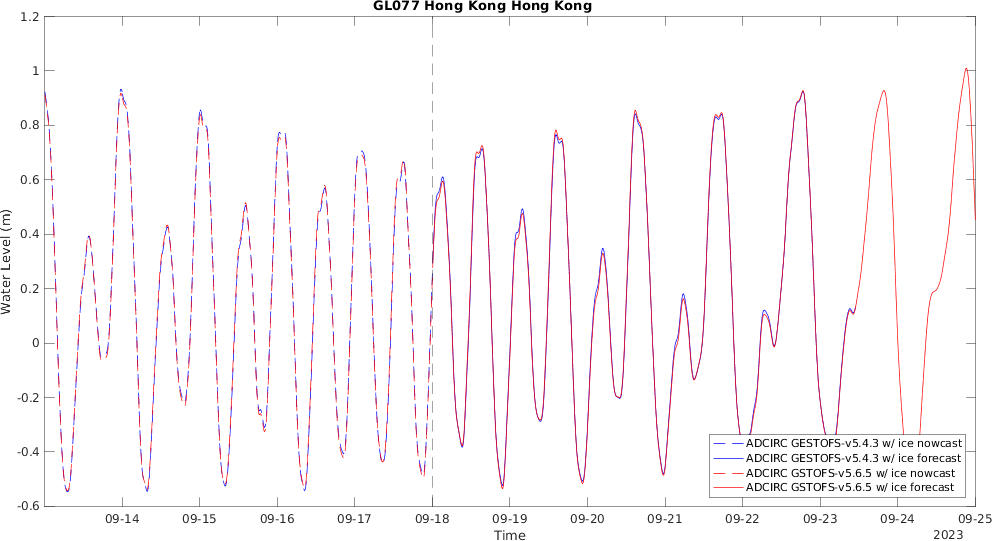 GL077 Hong Kong Hong Kong
1.2
1
0.8
0.6
0.4
0.2
0
-0.2
-0.4
-0.6
Water Level (m)
ADCIRC GESTOFS-v5.4.3 w/ ice nowcast
ADCIRC GESTOFS-v5.4.3 w/ ice forecast
ADCIRC GSTOFS-v5.6.5 w/ ice nowcast
ADCIRC GSTOFS-v5.6.5 w/ ice forecast
09-14 09-15 09-16 09-17 09-18 09-19 09-20 09-21 09-22 09-23 09-24 09-25
Time
2023